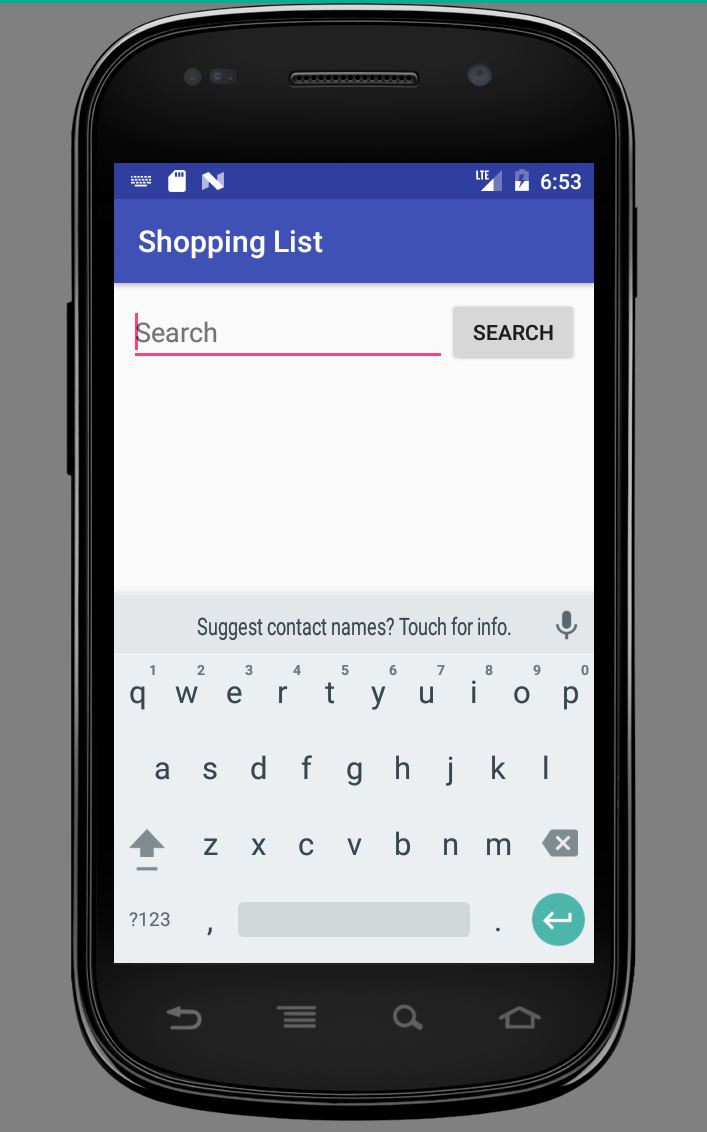 LTE 6:53
Shopping List
Search SEARCH
Suggest contact names? Touch for info.
1 2 3 4 5 6 7 8 9 0
q w e r t y u i o p
a s d f g h j k l
z x c v b n m
?123 , .